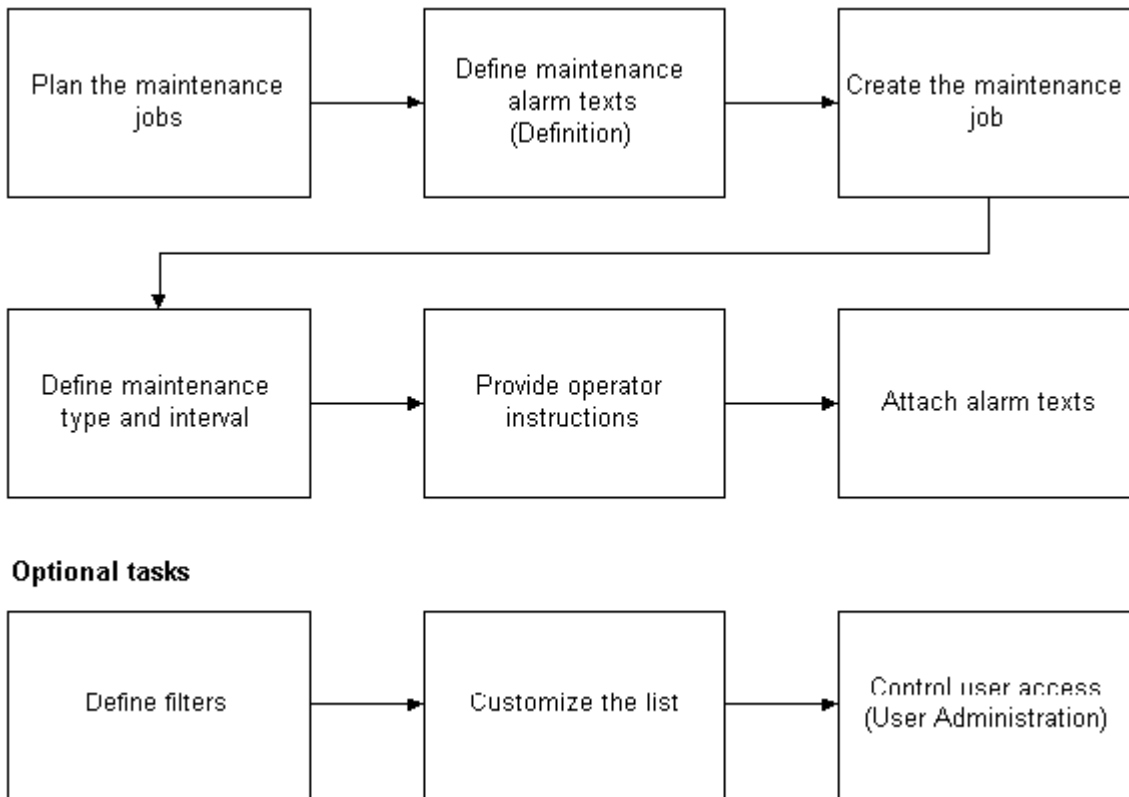 Plan the maintenance
jobs
Define maintenance
alarm texts
(Definition)
Create the maintenance
job
Define maintenance
type and interval
Provide operator
instructions
Attach alarm texts
Optional tasks
Define filters
Customize the list
Control user access
(User Administration)